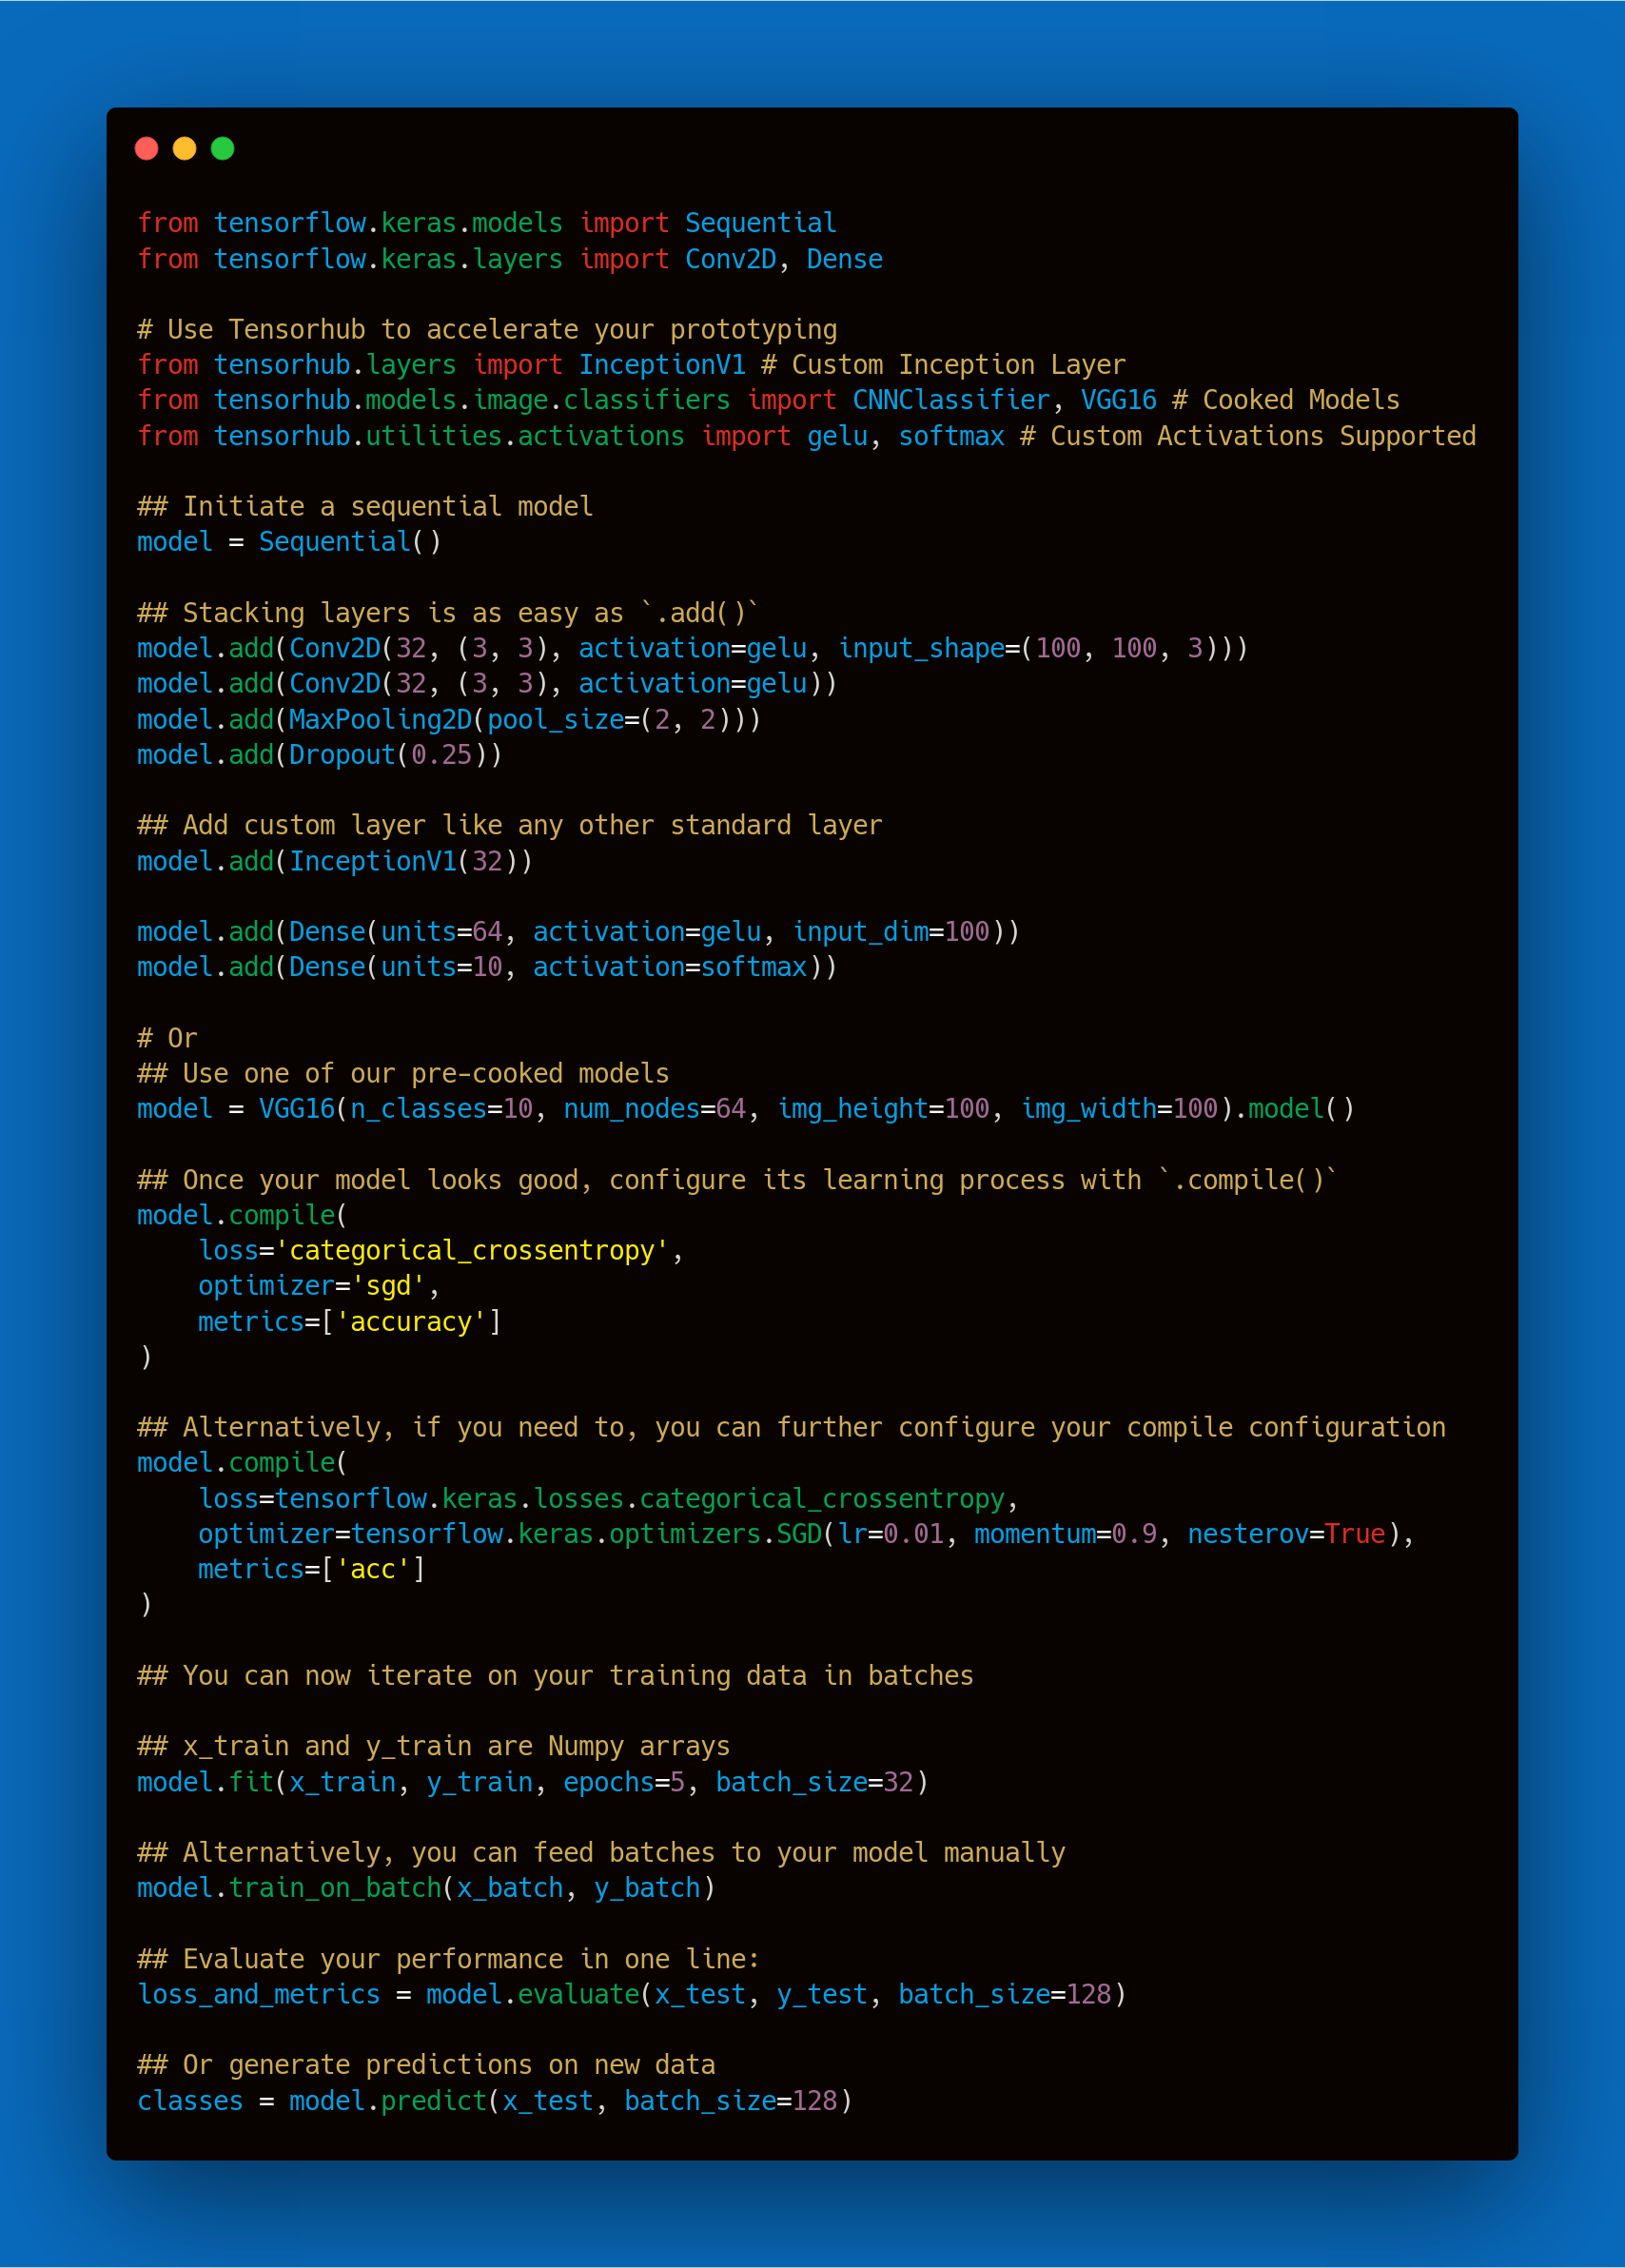 from tensorflow.keras.models import Sequential
from tensorflow.keras.layers import Conv2D, Dense

# Use Tensorhub to accelerate your prototyping
from tensorhub.layers import InceptionV1 # Custom Inception Layer
from tensorhub.models.image.classifiers import CNNClassifier, VGG16 # Cooked Models
from tensorhub.utilities.activations import gelu, softmax # Custom Activations Supported

## Initiate a sequential model
model = Sequential()

## Stacking layers is as easy as `.add()`
model.add(Conv2D(32, (3, 3), activation=gelu, input_shape=(100, 100, 3)))
model.add(Conv2D(32, (3, 3), activation=gelu))
model.add(MaxPooling2D(pool_size=(2, 2)))
model.add(Dropout(0.25))

## Add custom layer like any other standard layer
model.add(InceptionV1(32))

model.add(Dense(units=64, activation=gelu, input_dim=100))
model.add(Dense(units=10, activation=softmax))

# Or
## Use one of our pre-cooked models
model = VGG16(n_classes=10, num_nodes=64, img_height=100, img_width=100).model()

## Once your model looks good, configure its learning process with `.compile()`
model.compile(
    loss='categorical_crossentropy',
    optimizer='sgd',
    metrics=['accuracy']
)

## Alternatively, if you need to, you can further configure your compile configuration
model.compile(
    loss=tensorflow.keras.losses.categorical_crossentropy,
    optimizer=tensorflow.keras.optimizers.SGD(lr=0.01, momentum=0.9, nesterov=True),
    metrics=['acc']
)

## You can now iterate on your training data in batches

## x_train and y_train are Numpy arrays
model.fit(x_train, y_train, epochs=5, batch_size=32)

## Alternatively, you can feed batches to your model manually
model.train_on_batch(x_batch, y_batch)

## Evaluate your performance in one line:
loss_and_metrics = model.evaluate(x_test, y_test, batch_size=128)

## Or generate predictions on new data
classes = model.predict(x_test, batch_size=128)